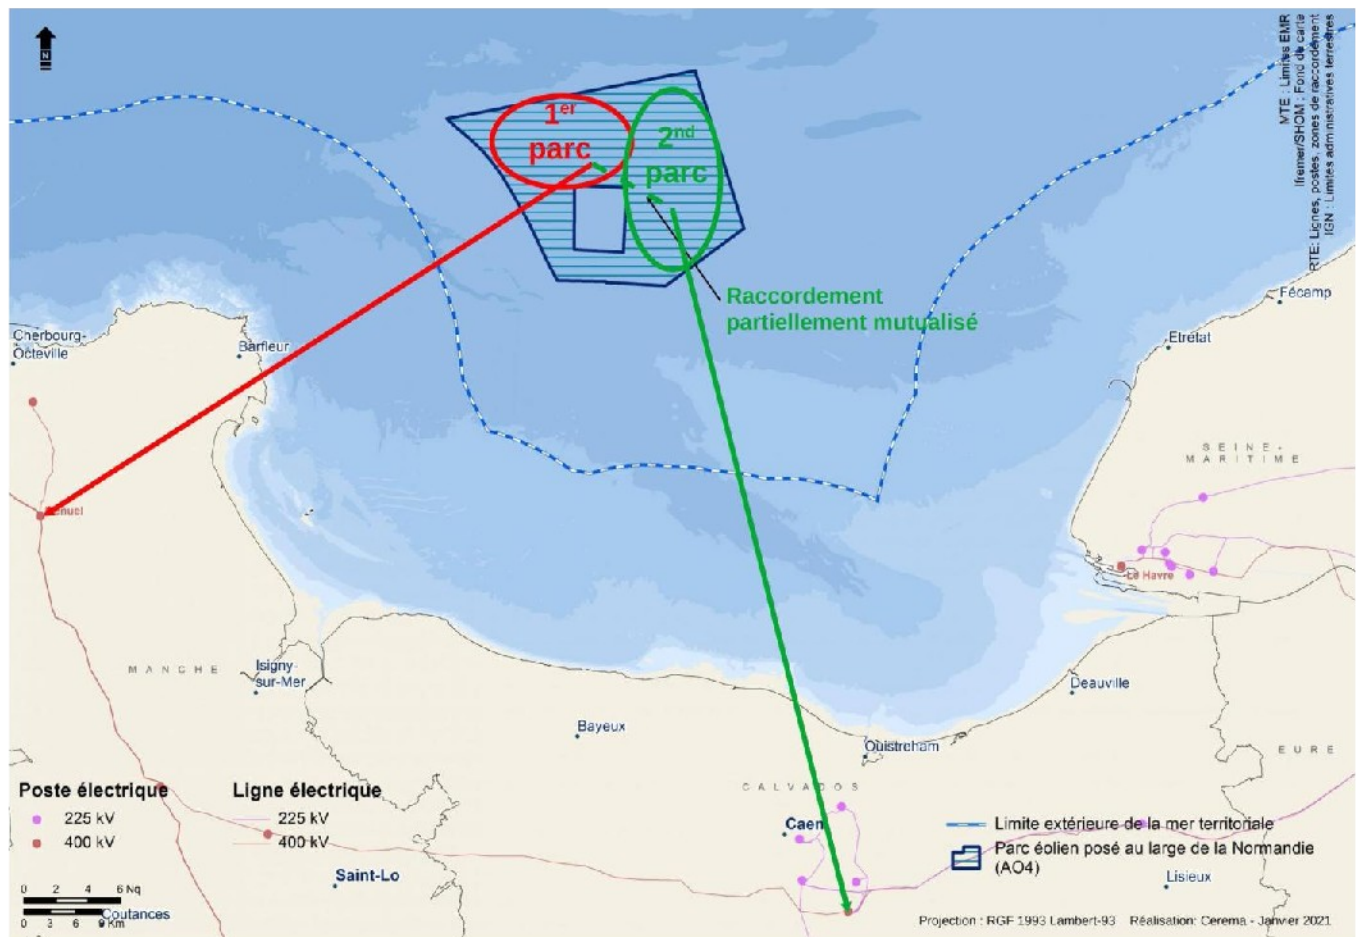 N
MTE : Limites EMR
Ifremer/SHOM : Fond de carte
RTE: Lignes, postes, zones de raccordement
IGN : Limites administratives terrestres
1er
parc
2nd
parc
Raccordement
partiellement mutualisé
Fécamp
Etretat
Cherbourg-
Octeville
Barfleur
SEINE-
MARITIME
Menuel
Le Havre
MANCHE
Isigny-
sur-Mer
Deauville
Bayeux
Ouistreham
EURE
CALVADOS
Caen
Poste électrique
225 kV
400 kV
Ligne électrique
225 kV
400 kV
Limite extérieure de la mer territoriale
Parc éolien posé au large de la Normandie
(AO4)
Saint-Lo
Lisieux
0 2 4 6 Nq
Coutances
0 3 6 9 Km
Projection : RGF 1993 Lambert-93 Réalisation: Cerema - Janvier 2021